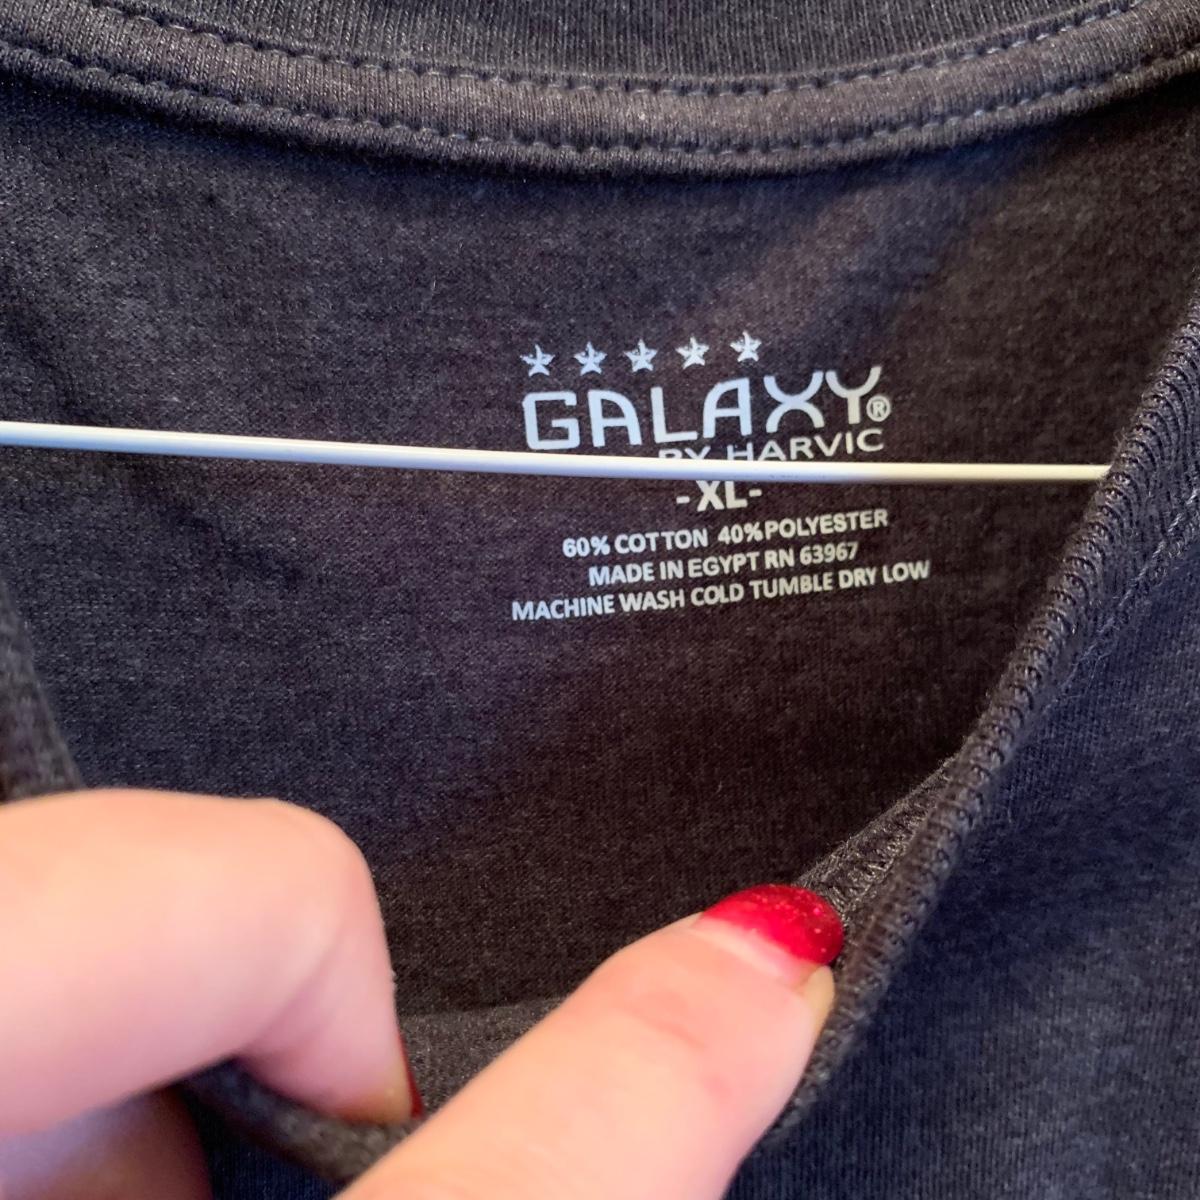 GALAXY®
BY HARVIC
-XL-
60% COTTON 40% POLYESTER
MADE IN EGYPT RN 63967
MACHINE WASH COLD TUMBLE DRY LOW